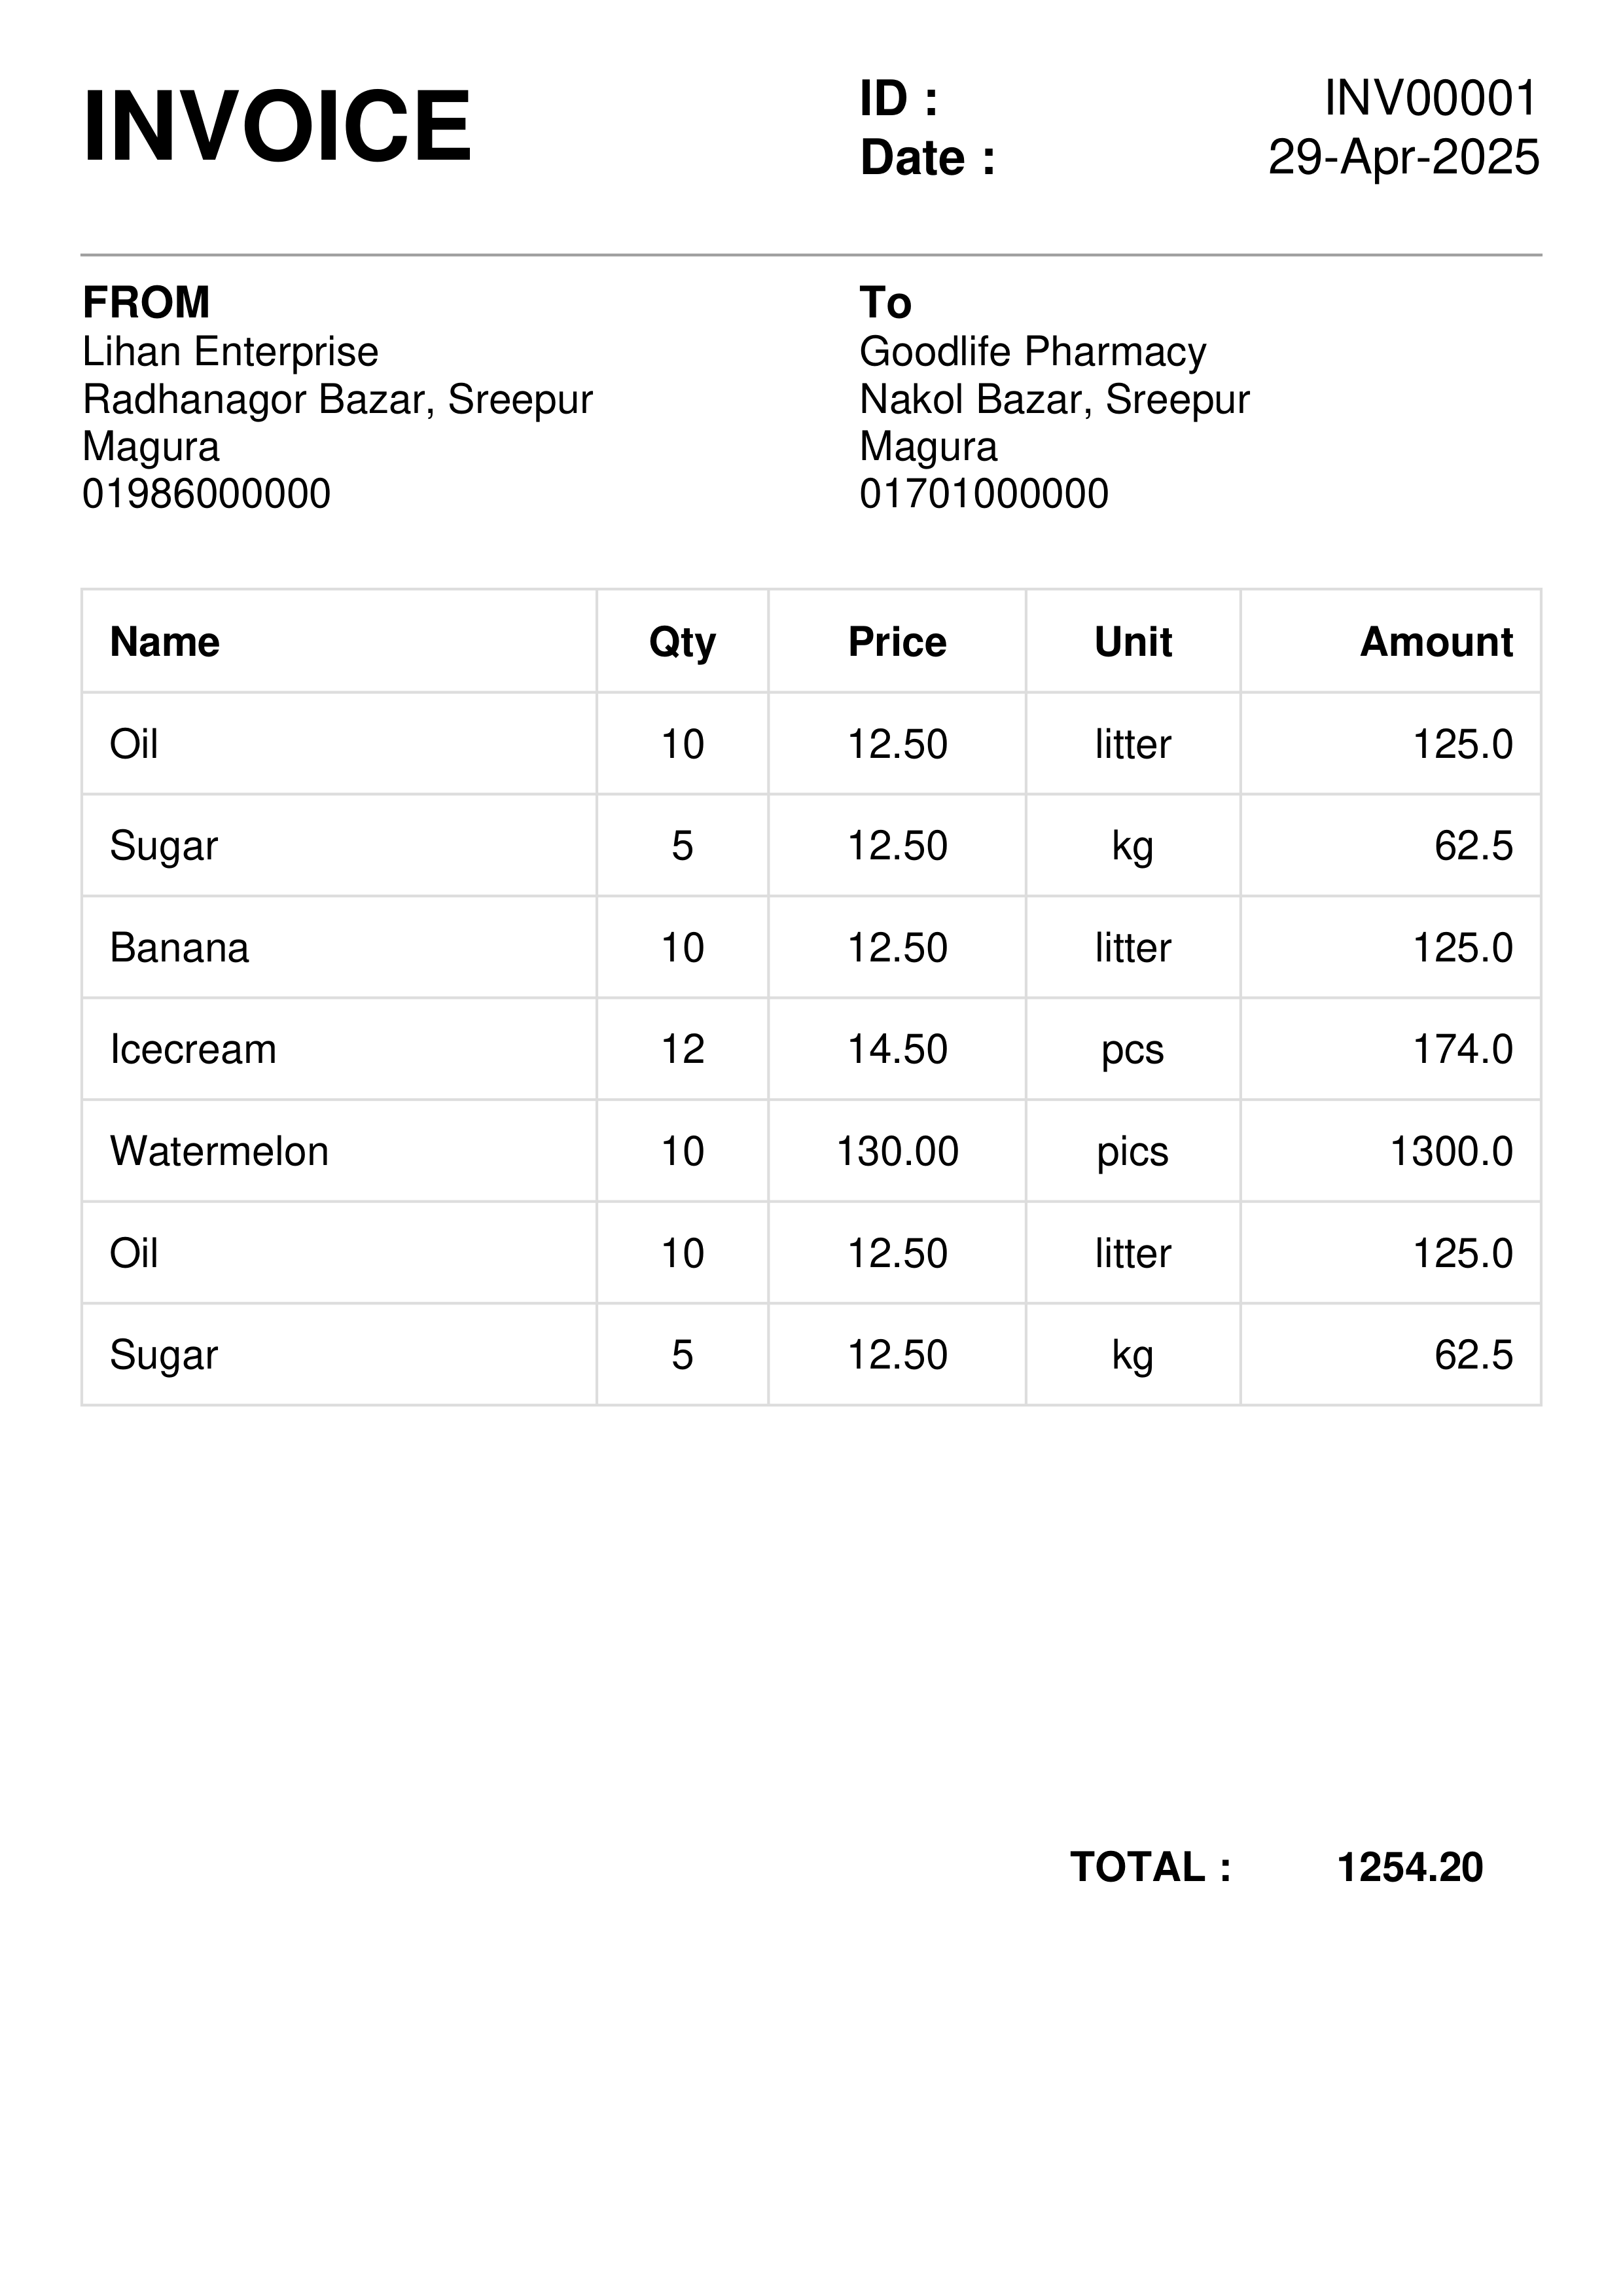 INVOICE
ID : INV00001
Date : 29-Apr-2025
FROM
Lihan Enterprise
Radhanagor Bazar, Sreepur
Magura
01986000000
To
Goodlife Pharmacy
Nakol Bazar, Sreepur
Magura
01701000000
Name Qty Price Unit Amount
Oil 10 12.50 litter 125.0
Sugar 5 12.50 kg 62.5
Banana 10 12.50 litter 125.0
Icecream 12 14.50 pcs 174.0
Watermelon 10 130.00 pics 1300.0
Oil 10 12.50 litter 125.0
Sugar 5 12.50 kg 62.5
TOTAL : 1254.20